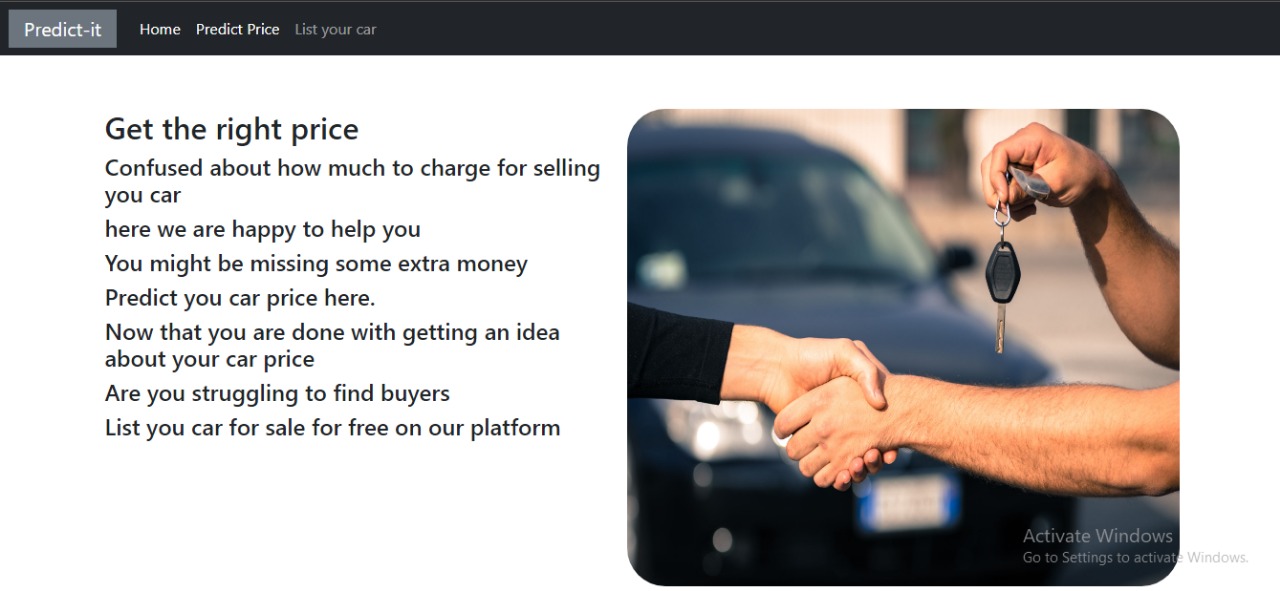 Predict-it Home Predict Price List your car
Get the right price
Confused about how much to charge for selling
you car
here we are happy to help you
You might be missing some extra money
Predict you car price here.
Now that you are done with getting an idea
about your car price
Are you struggling to find buyers
List you car for sale for free on our platform
Activate Windows
Go to Settings to activate Windows.